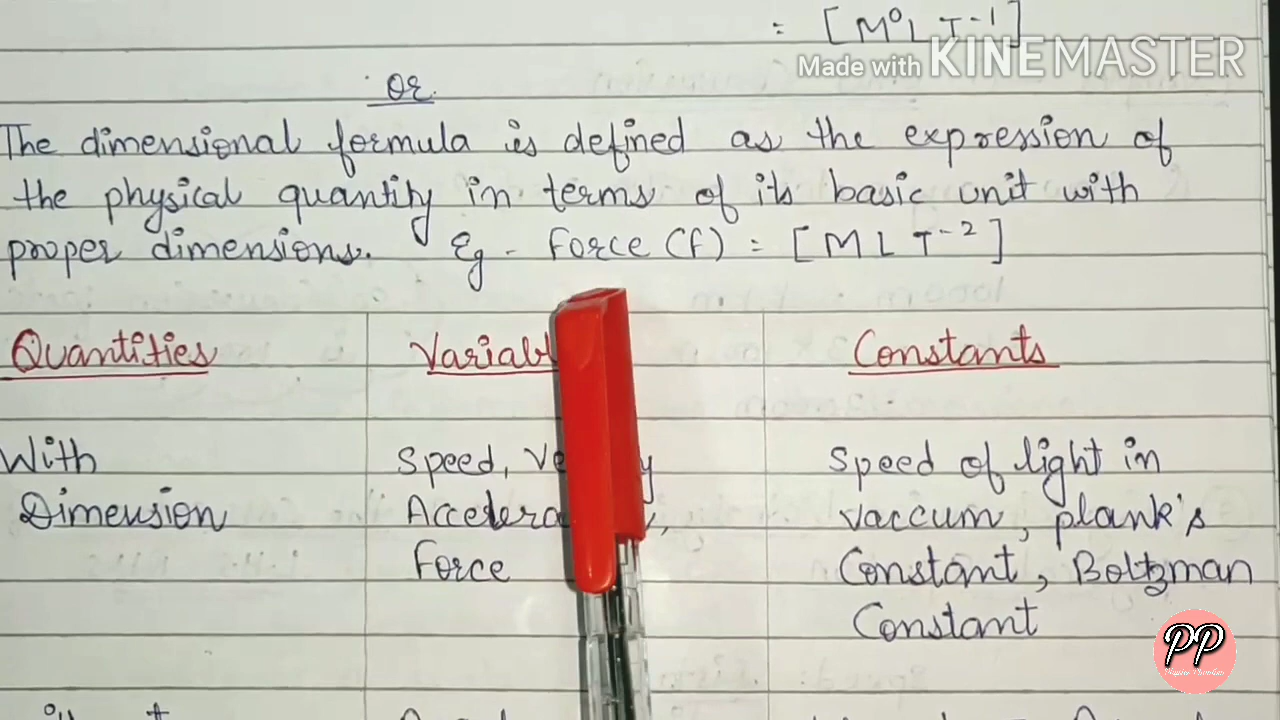 = [M⁰L T⁻¹]
Made with KINEMASTER
or
The dimensional formula is defined as the expression of
the physical quantity in terms of its basic unit with
proper dimensions. Eg - Force (f) = [M L T⁻²]
Quantities Constants
With Speed, Speed of light in
Dimension vaccum, plank's
Force Constant, Boltzman
Constant
PP